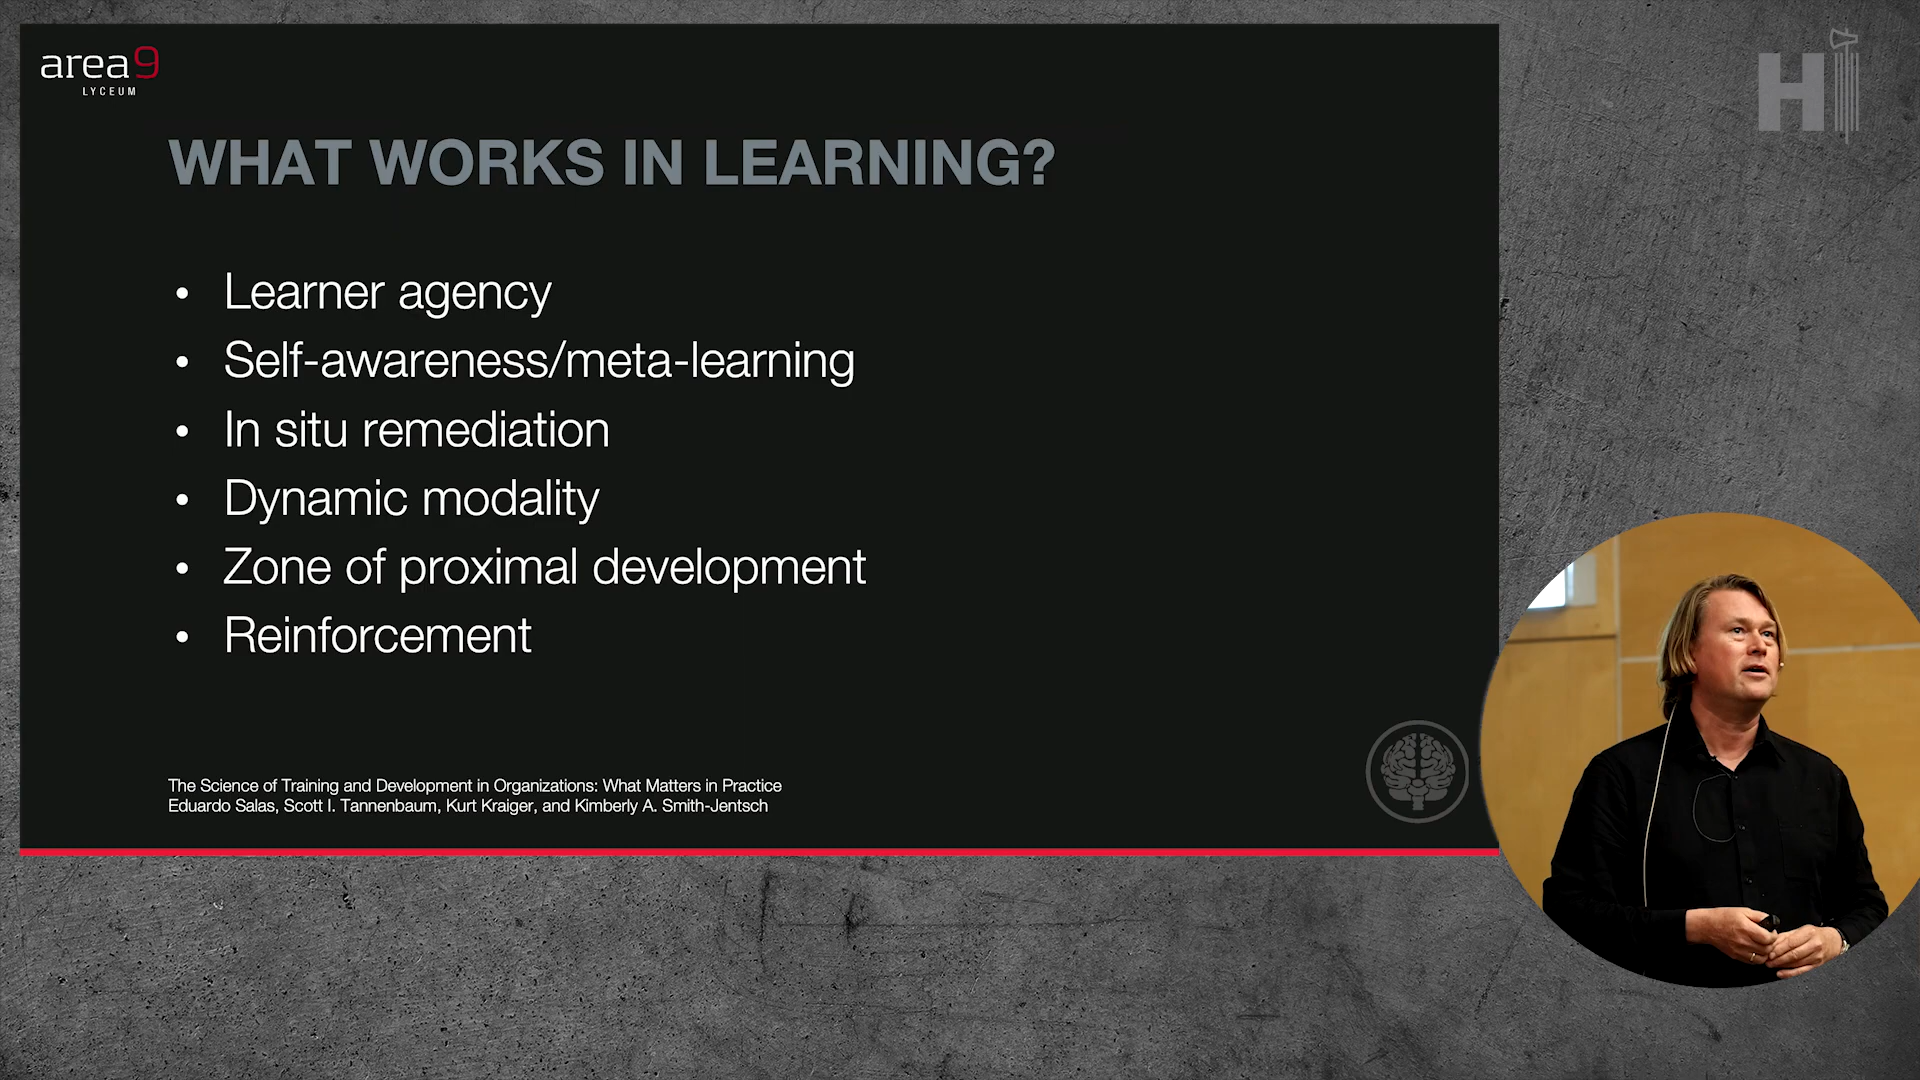 area9
LYCEUM
H
WHAT WORKS IN LEARNING?
• Learner agency
• Self-awareness/meta-learning
• In situ remediation
• Dynamic modality
• Zone of proximal development
• Reinforcement
The Science of Training and Development in Organizations: What Matters in Practice
Eduardo Salas, Scott I. Tannenbaum, Kurt Kraiger, and Kimberly A. Smith-Jentsch